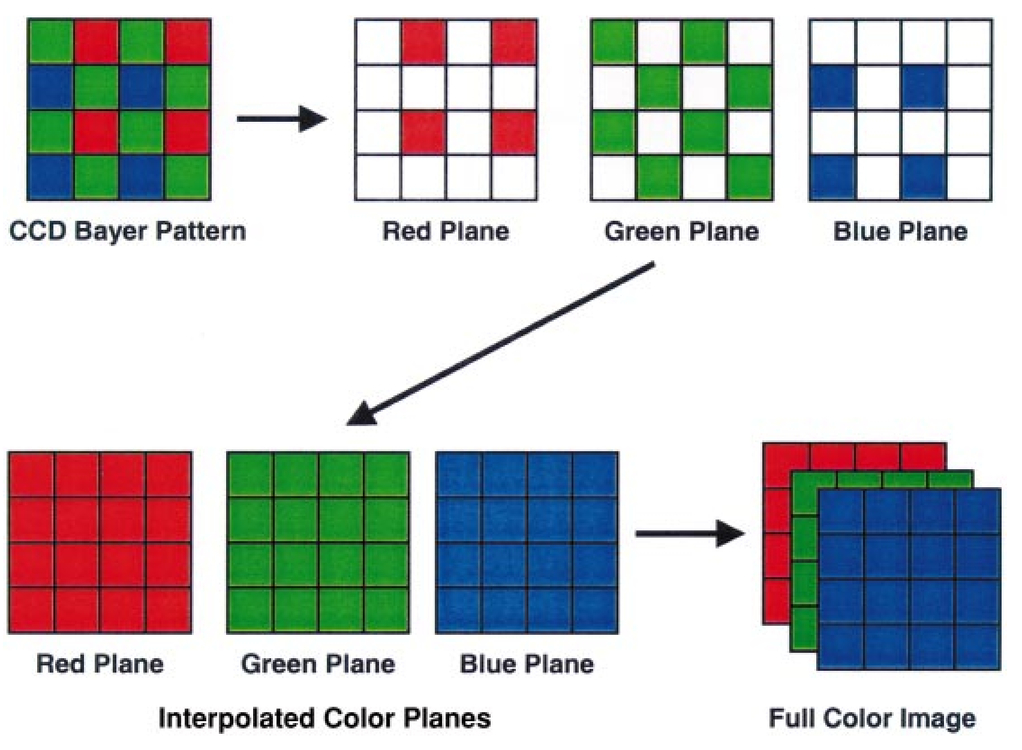 CCD Bayer Pattern
Red Plane
Green Plane
Blue Plane
Red Plane
Green Plane
Blue Plane
Interpolated Color Planes
Full Color Image